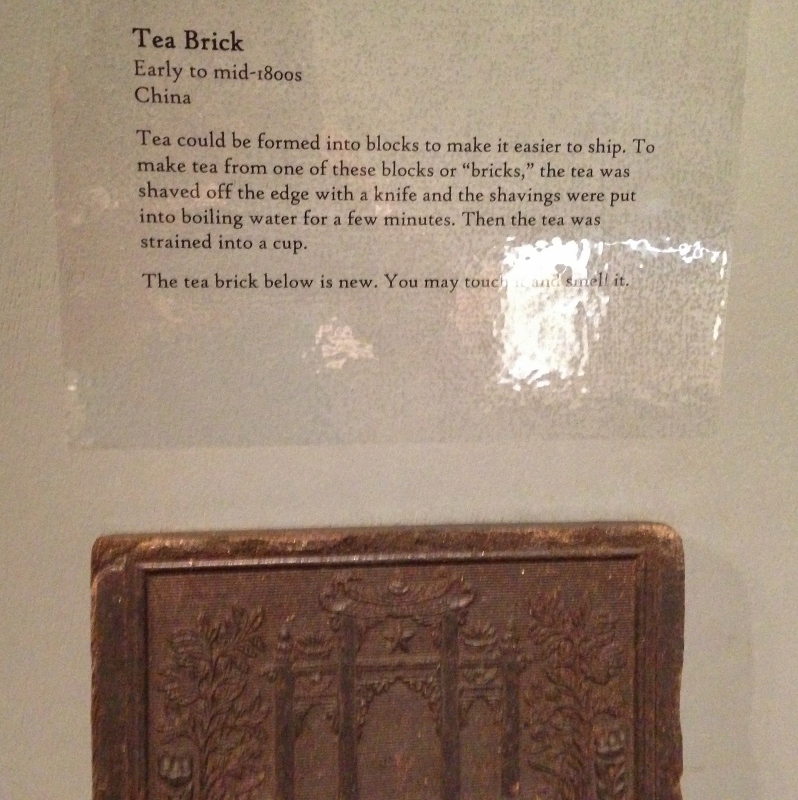 Tea Brick
Early to mid-1800s
China
Tea could be formed into blocks to make it easier to ship. To
make tea from one of these blocks or “bricks,” the tea was
shaved off the edge with a knife and the shavings were put
into boiling water for a few minutes. Then the tea was
strained into a cup.
The tea brick below is new. You may touch it and smell it.